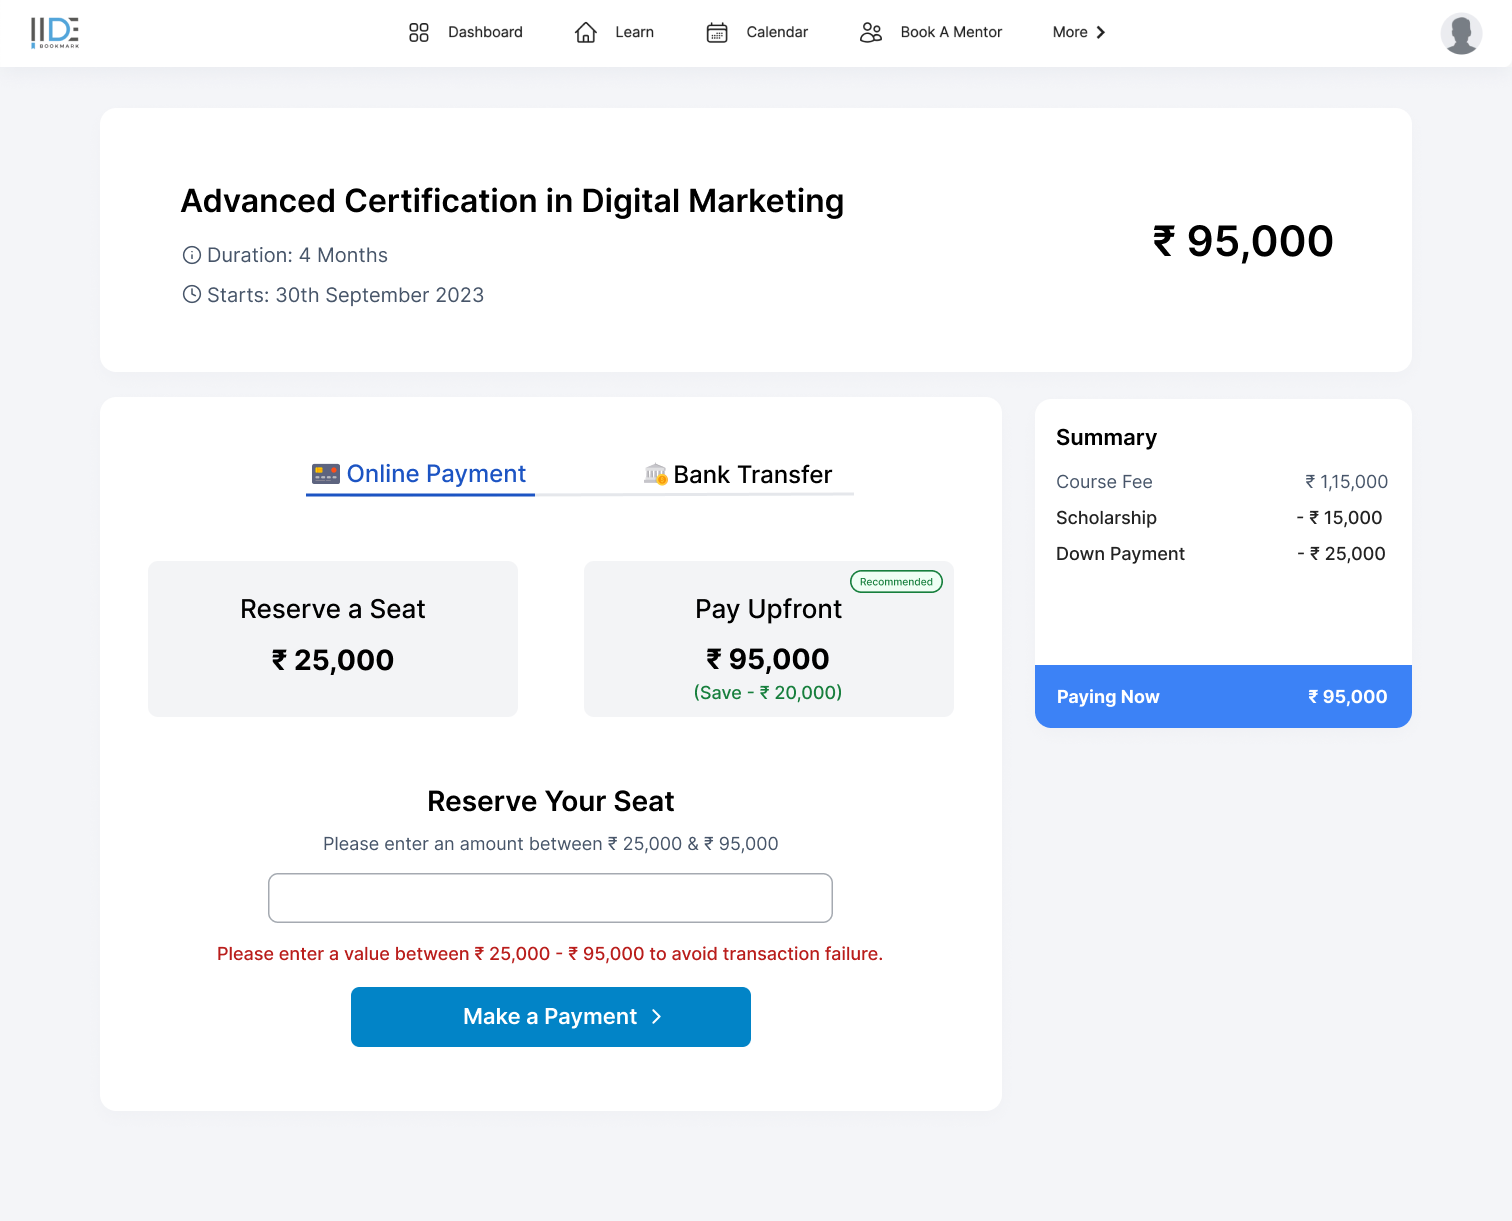 IIDE
BOOKMARK
Dashboard
Learn
Calendar
Book A Mentor
More
Advanced Certification in Digital Marketing
Duration: 4 Months
Starts: 30th September 2023
₹ 95,000
Online Payment
Bank Transfer
Reserve a Seat
₹ 25,000
Recommended
Pay Upfront
₹ 95,000
(Save - ₹ 20,000)
Reserve Your Seat
Please enter an amount between ₹ 25,000 & ₹ 95,000
Please enter a value between ₹ 25,000 - ₹ 95,000 to avoid transaction failure.
Make a Payment
Summary
Course Fee ₹ 1,15,000
Scholarship - ₹ 15,000
Down Payment - ₹ 25,000
Paying Now ₹ 95,000